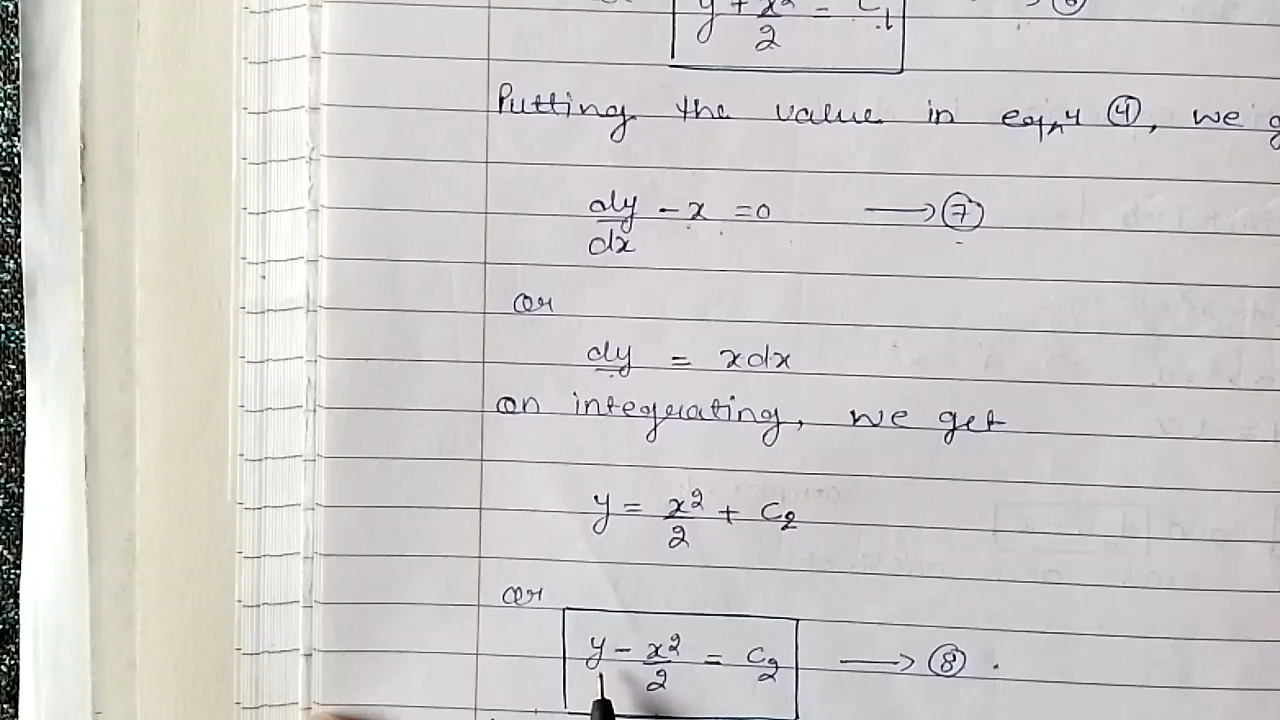 y + x²/2 = C₁ → ⑥
Putting the value in eqn ④, we g
dy/dx - x = 0 → ⑦
or
dy = x dx
on integrating, we get
y = x²/2 + C₂
or
y - x²/2 = C₂ → ⑧ .